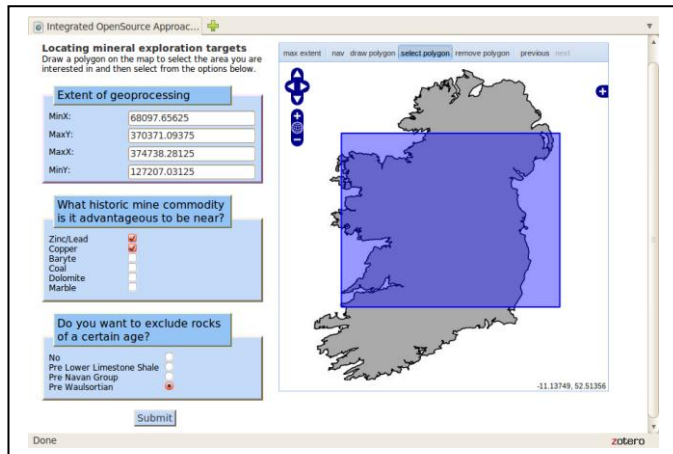 Integrated OpenSource Approac...
Locating mineral exploration targets
Draw a polygon on the map to select the area you are
interested in and then select from the options below.
Extent of geoprocessing
MinX: 68097.65625
MaxY: 370371.09375
MaxX: 374738.28125
MinY: 127207.03125
What historic mine commodity
is it advantageous to be near?
Zinc/Lead
Copper
Baryte
Coal
Dolomite
Marble
Do you want to exclude rocks
of a certain age?
No
Pre Lower Limestone Shale
Pre Navan Group
Pre Waulsortian
Submit
max extent nav draw polygon select polygon remove polygon previous next
-11.13749, 52.51356
Done
zotero